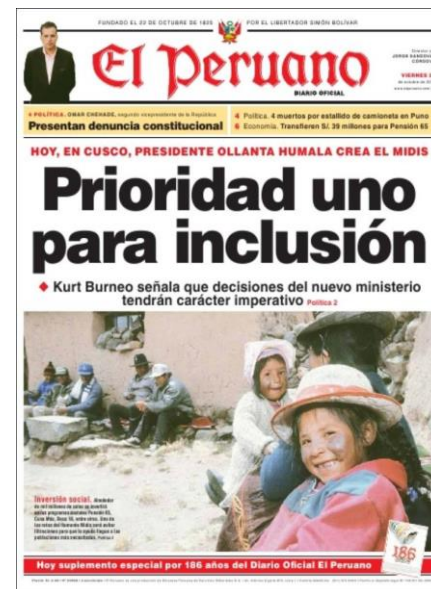 FUNDADO EL 22 DE OCTUBRE DE 1825 POR EL LIBERTADOR SIMÓN BOLÍVAR
El Peruano
DIARIO OFICIAL
VIERNES
POLÍTICA. OMAR CHEHADE, segundo vicepresidente de la República
Presentan denuncia constitucional
4 Política. 4 muertos por estallido de camioneta en Puno
6 Economía. Transfieren S/. 39 millones para Pensión 65
HOY, EN CUSCO, PRESIDENTE OLLANTA HUMALA CREA EL MIDIS
Prioridad uno
para inclusión
Kurt Burneo señala que decisiones del nuevo ministerio
tendrán carácter imperativo Política 2
Inversión social.
186
Hoy suplemento especial por 186 años del Diario Oficial El Peruano